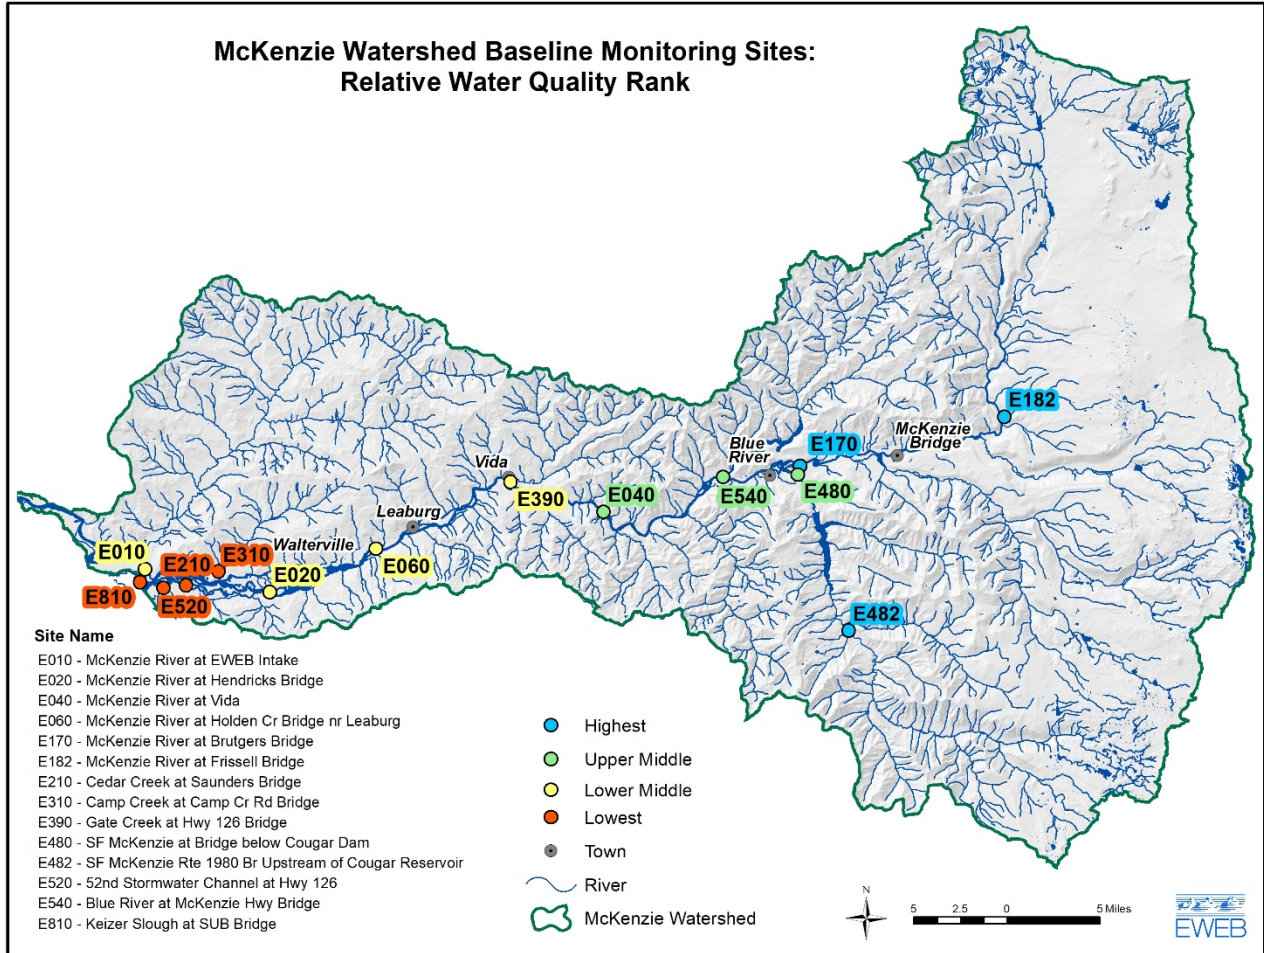 McKenzie Watershed Baseline Monitoring Sites:
Relative Water Quality Rank
E182
McKenzie
Bridge
Blue
River
E170
Vida
E390
E040
E540
E480
Leaburg
Walterville
E010
E210
E310
E020
E060
E810
E520
E482
Site Name
E010 - McKenzie River at EWEB Intake
E020 - McKenzie River at Hendricks Bridge
E040 - McKenzie River at Vida
E060 - McKenzie River at Holden Cr Bridge nr Leaburg
E170 - McKenzie River at Brutgers Bridge
E182 - McKenzie River at Frissell Bridge
E210 - Cedar Creek at Saunders Bridge
E310 - Camp Creek at Camp Cr Rd Bridge
E390 - Gate Creek at Hwy 126 Bridge
E480 - SF McKenzie at Bridge below Cougar Dam
E482 - SF McKenzie Rte 1980 Br Upstream of Cougar Reservoir
E520 - 52nd Stormwater Channel at Hwy 126
E540 - Blue River at McKenzie Hwy Bridge
E810 - Keizer Slough at SUB Bridge
Highest
Upper Middle
Lower Middle
Lowest
Town
River
McKenzie Watershed
N
5 2.5 0 5 Miles
EWEB